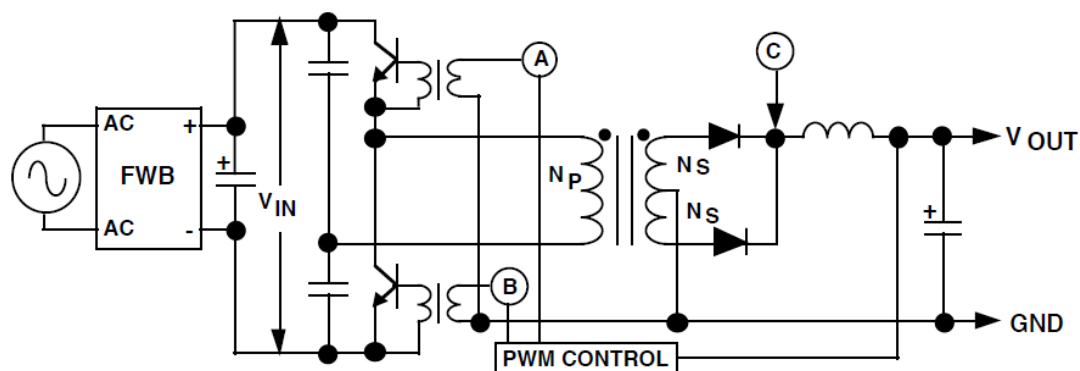 A
C
AC
+
+
FWB
VIN
NP
NS
NS
VOUT
+
AC
-
B
GND
PWM CONTROL